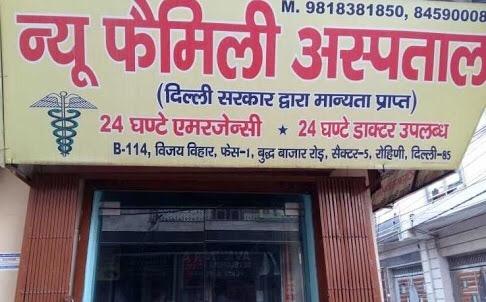 M. 9818381850, 84590008
न्यू फैमिली अस्पताल
(दिल्ली सरकार द्वारा मान्यता प्राप्त)
24 घण्टे एमरजेन्सी ★ 24 घण्टे डाक्टर उपलब्ध
B-114, विजय विहार, फेस-1, बुद्ध बाजार रोड़, सैक्टर-5, रोहिणी, दिल्ली-85